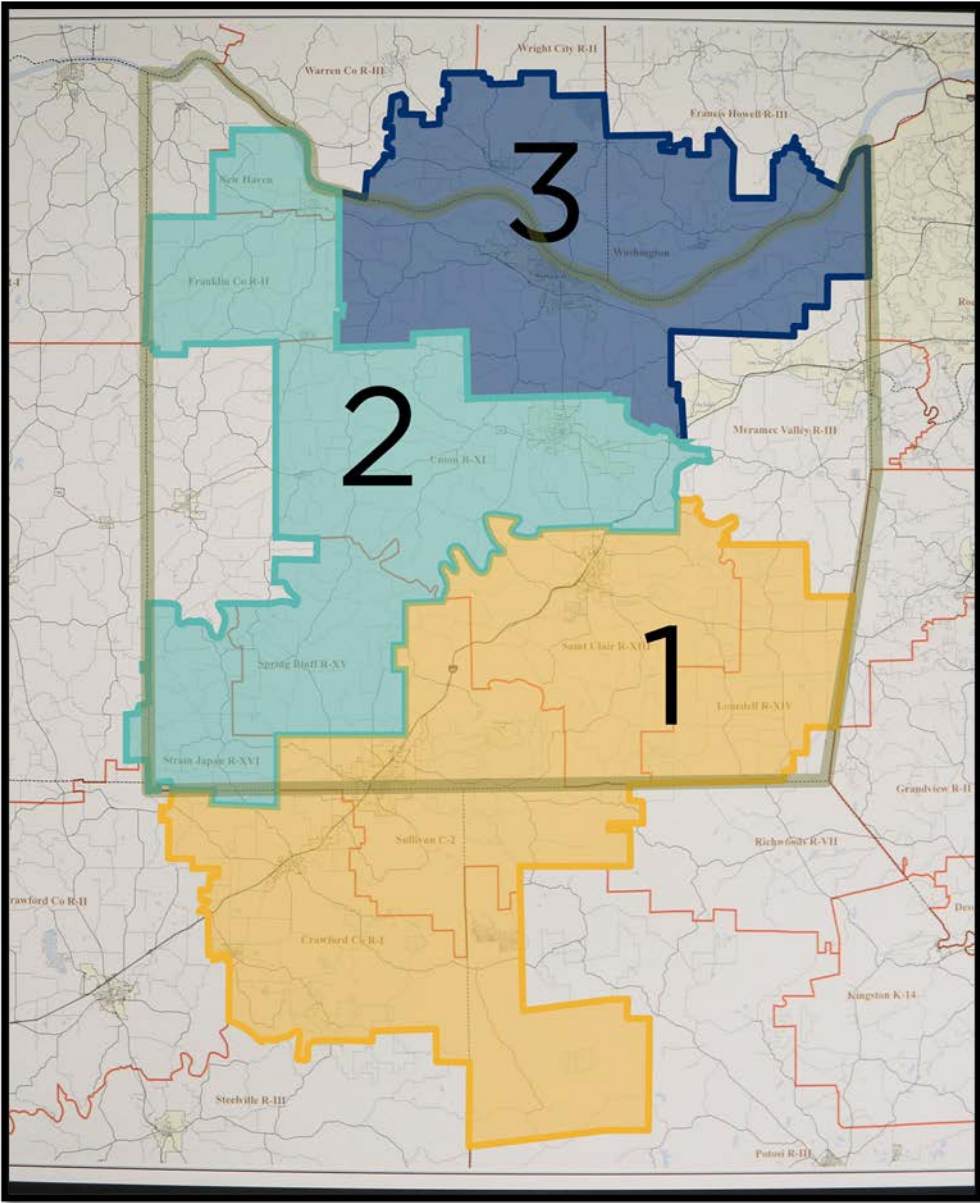 Wright City R-II
Warren Co R-III
Francis Howell R-III
3
New Haven
Washington
Franklin Co R-II
2
Meramec Valley R-III
Union R-XI
1
Saint Clair R-XIII
Spring Bluff R-XV
Lonedell R-XIV
Strain Japan R-XVI
Grandview R-II
Sullivan C-2
Richwoods R-VII
rawford Co R-II
Crawford Co R-I
Kingston K-14
Steelville R-III
Potosi R-III